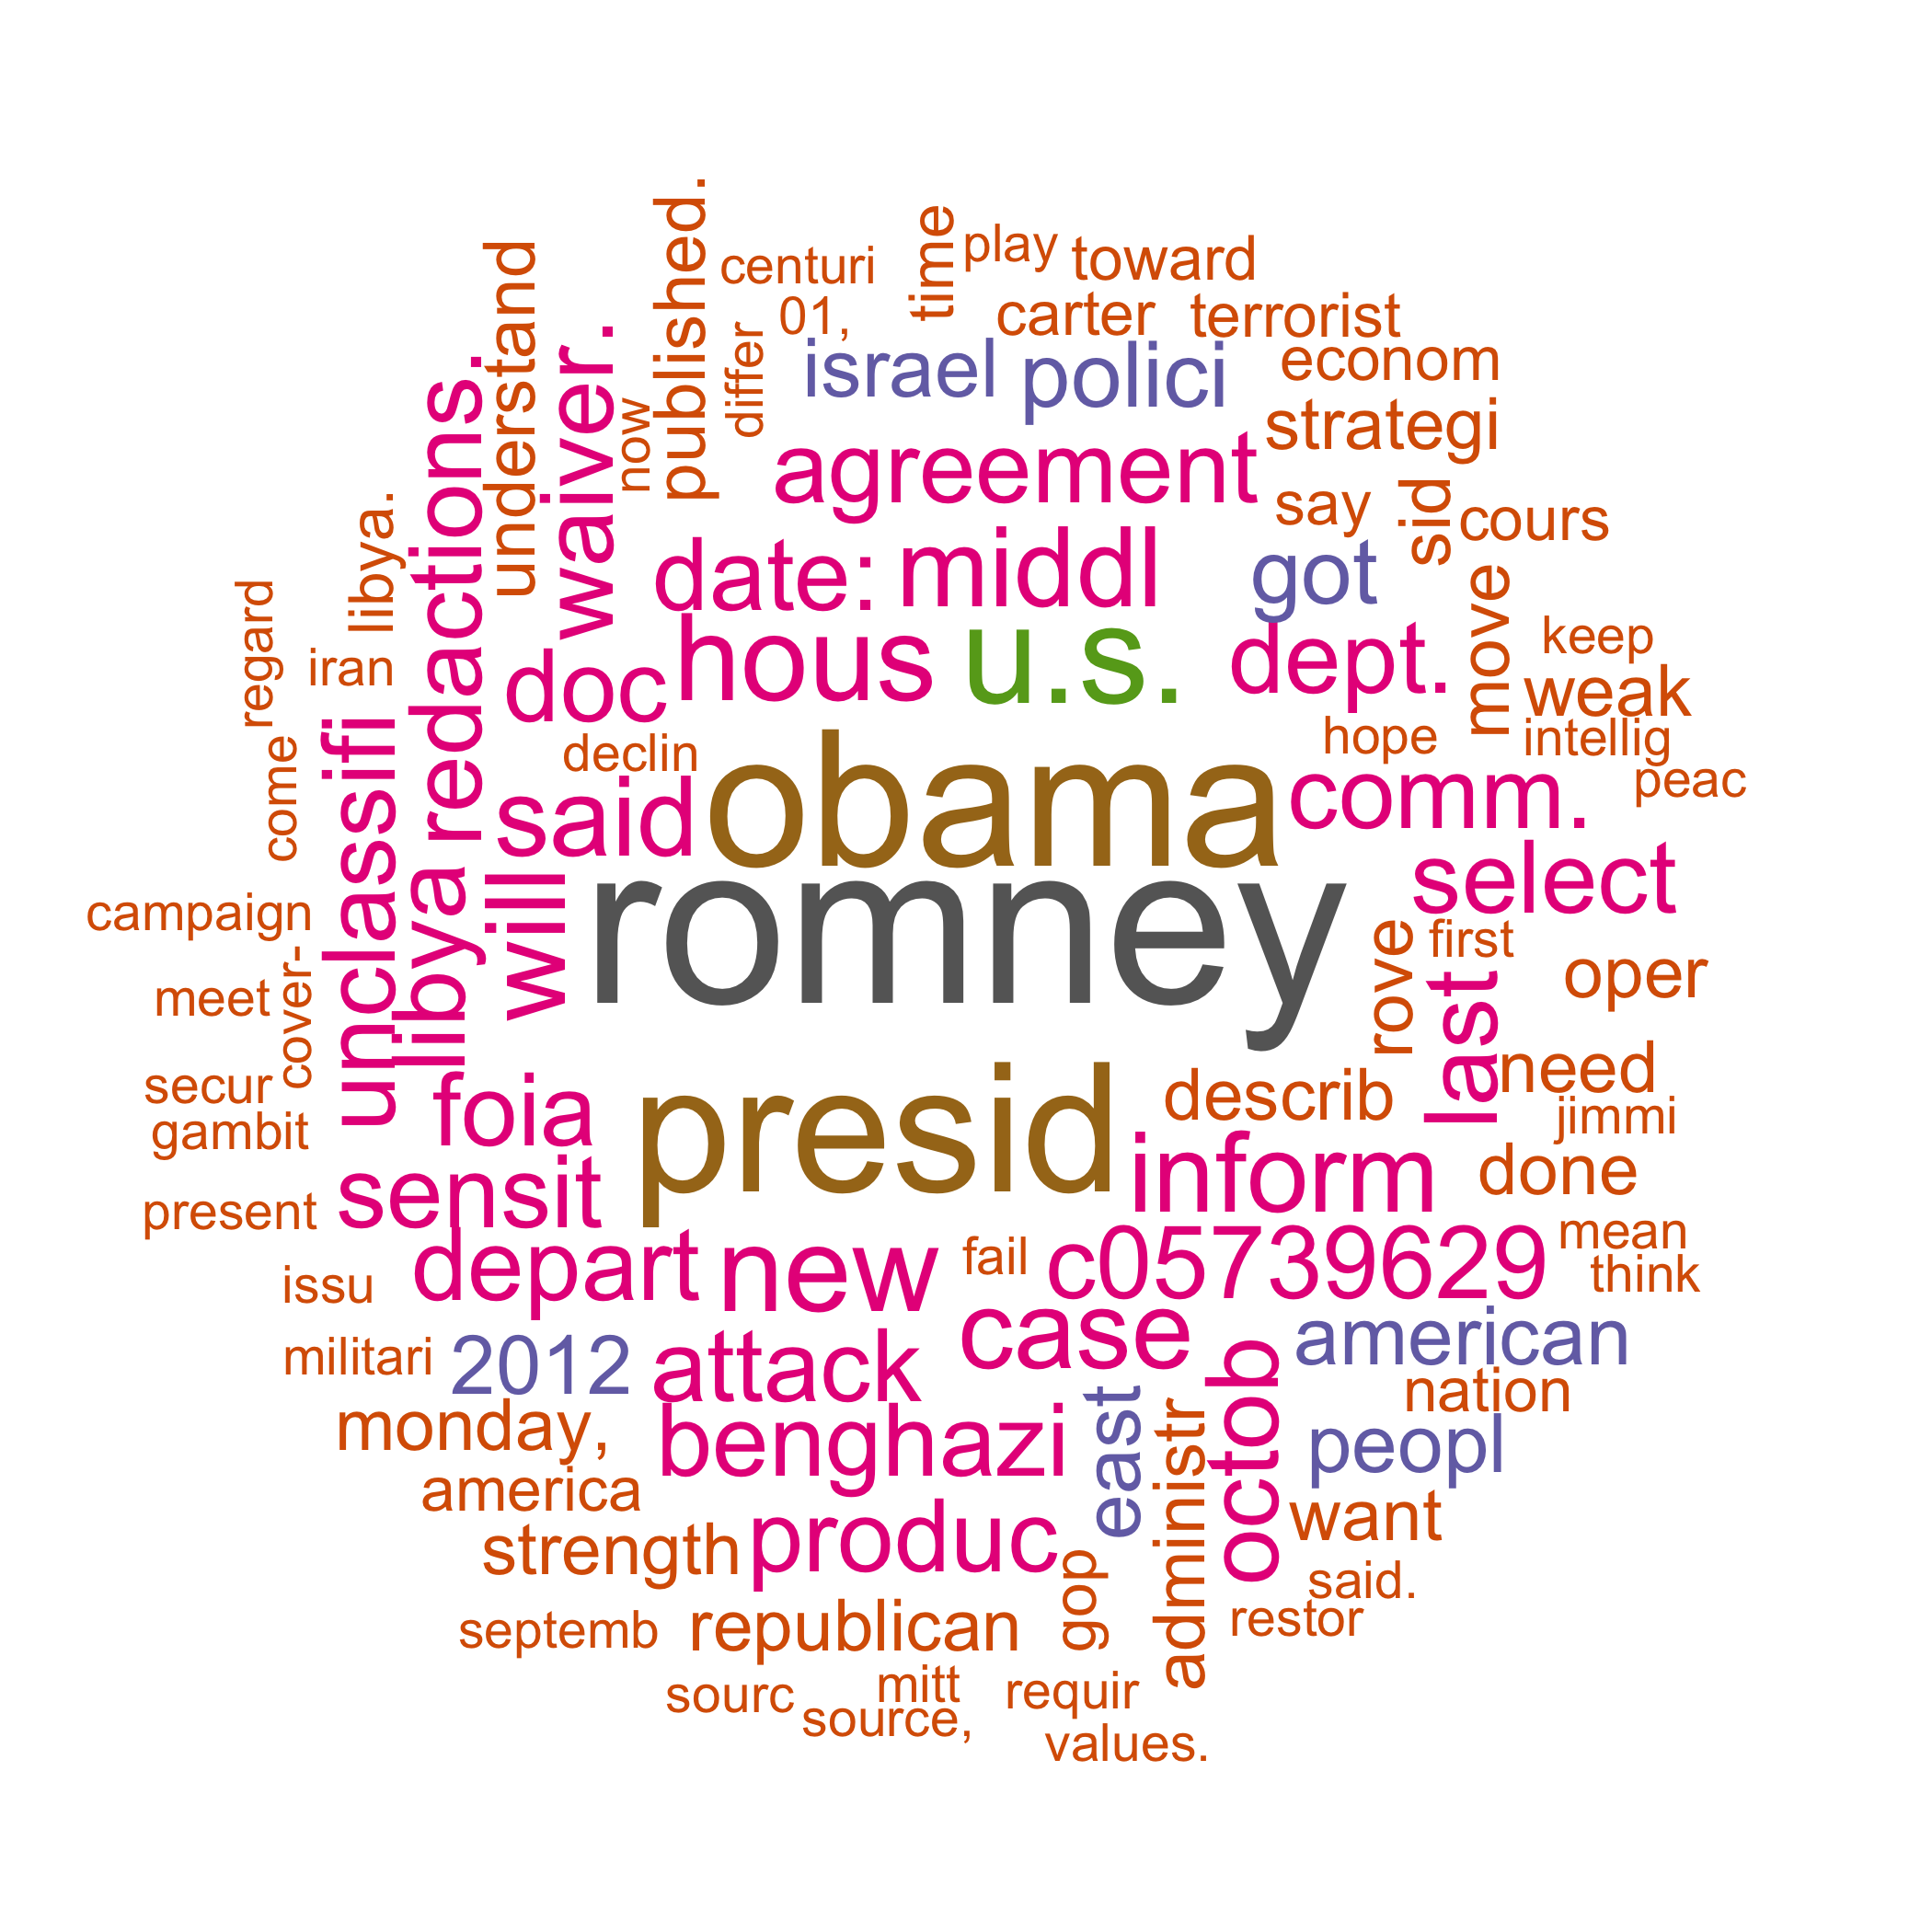 published.
time
play
toward
centuri
01,
carter
terrorist
understand
waiver.
differ
israel
polici
econom
now
strategi
redactions.
agreement
say
sid
cours
libya.
date:
middl
got
move
regard
iran
doc
hous
u.s.
dept.
keep
weak
come
unclassifi
declin
hope
intellig
said
obama
comm.
peac
campaign
libya
will
romney
select
rove
first
meet
cover-
last
oper
secur
foia
presid
describ
need
gambit
jimmi
present
sensit
inform
done
issu
depart
new
fail
c05739629
mean
think
militari
2012
attack
case
american
monday,
benghazi
east
octob
nation
peopl
america
administr
want
strength
produc
gop
said.
septemb
republican
restor
sourc
mitt
requir
source,
values.